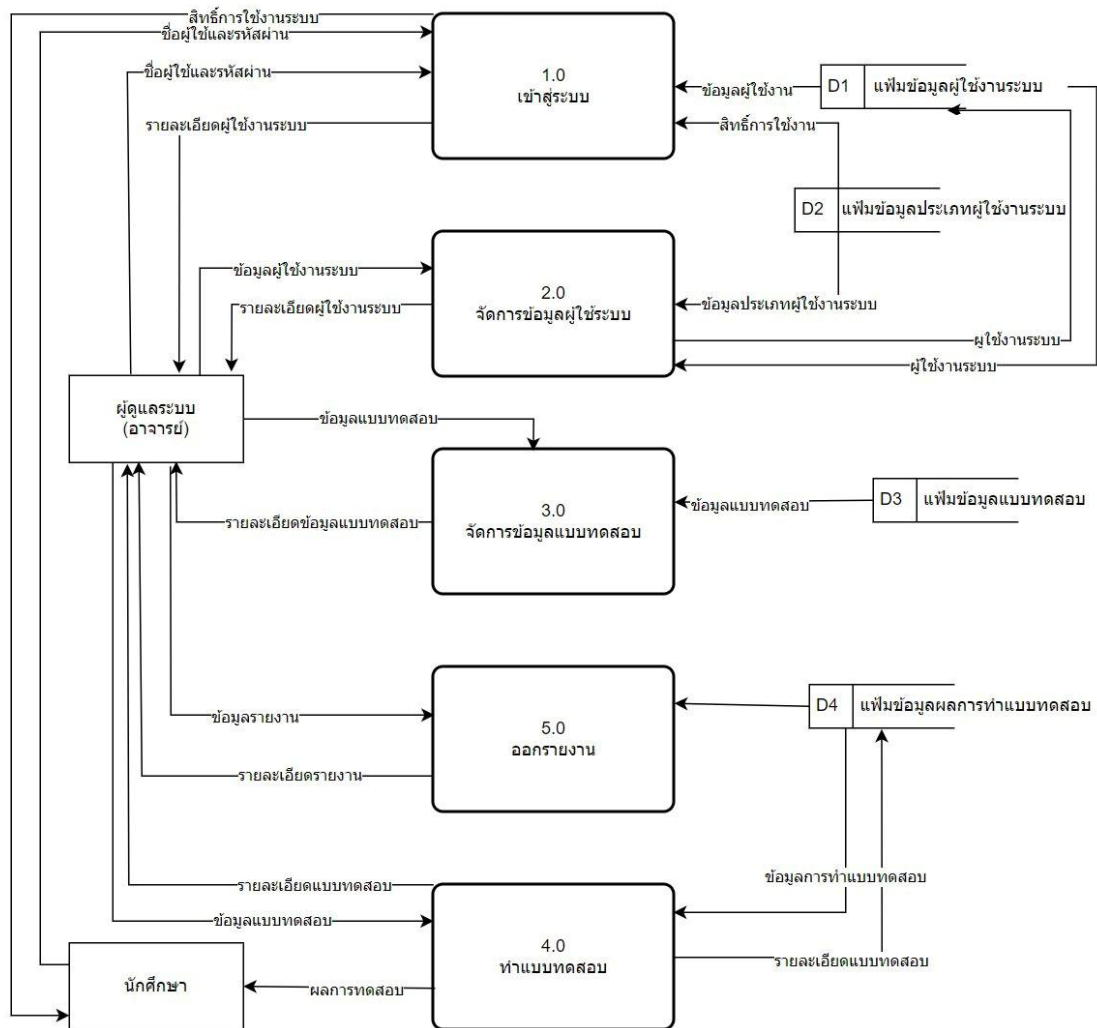 สิทธิ์การใช้งานระบบ
ชื่อผู้ใช้และรหัสผ่าน
ชื่อผู้ใช้และรหัสผ่าน
รายละเอียดผู้ใช้งานระบบ
1.0
เข้าสู่ระบบ
ข้อมูลผู้ใช้งาน
D1
แฟ้มข้อมูลผู้ใช้งานระบบ
สิทธิ์การใช้งาน
D2
แฟ้มข้อมูลประเภทผู้ใช้งานระบบ
ข้อมูลผู้ใช้งานระบบ
รายละเอียดผู้ใช้งานระบบ
2.0
จัดการข้อมูลผู้ใช้ระบบ
ข้อมูลประเภทผู้ใช้งานระบบ
ผู้ใช้งานระบบ
ผู้ใช้งานระบบ
ผู้ดูแลระบบ
(อาจารย์)
ข้อมูลแบบทดสอบ
รายละเอียดข้อมูลแบบทดสอบ
3.0
จัดการข้อมูลแบบทดสอบ
ข้อมูลแบบทดสอบ
D3
แฟ้มข้อมูลแบบทดสอบ
ข้อมูลรายงาน
รายละเอียดรายงาน
5.0
ออกรายงาน
D4
แฟ้มข้อมูลผลการทำแบบทดสอบ
รายละเอียดแบบทดสอบ
ข้อมูลแบบทดสอบ
4.0
ทำแบบทดสอบ
ข้อมูลการทำแบบทดสอบ
รายละเอียดแบบทดสอบ
นักศึกษา
ผลการทดสอบ